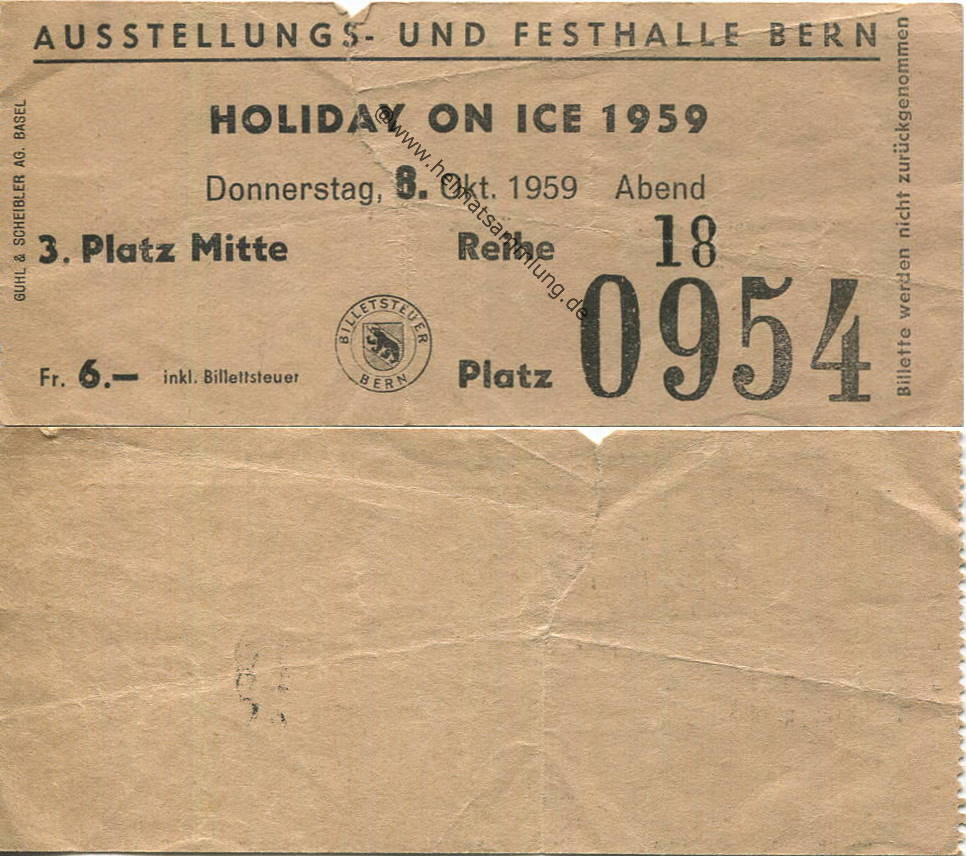 AUSSTELLUNGS- UND FESTHALLE BERN
HOLIDAY ON ICE 1959
Donnerstag, 8. Okt. 1959 Abend
3. Platz Mitte Reihe 18
Fr. 6.— inkl. Billettsteuer
BILLETSTEUER
BERN
Platz 0954
GUHL & SCHEIBLER AG. BASEL
Billette werden nicht zurückgenommen
@www.heimatsammlung.de